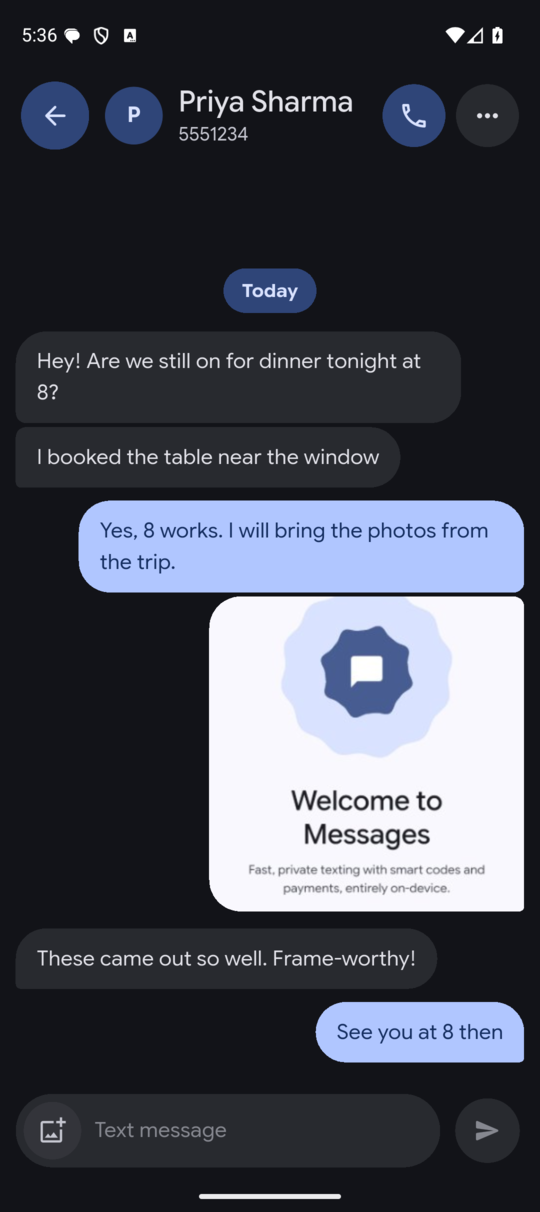 5:36
A
P
Priya Sharma
5551234
Today
Hey! Are we still on for dinner tonight at
8?
I booked the table near the window
Yes, 8 works. I will bring the photos from
the trip.
Welcome to
Messages
Fast, private texting with smart codes and
payments, entirely on-device.
These came out so well. Frame-worthy!
See you at 8 then
Text message